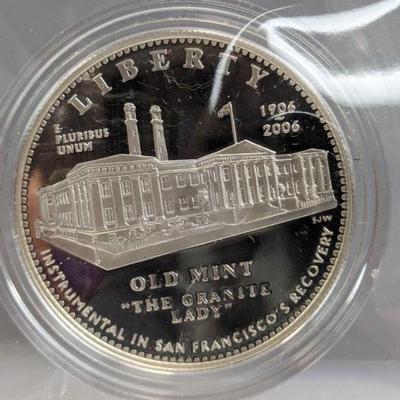 LIBERTY
E
PLURIBUS
UNUM
1906
2006
SJW
OLD MINT
"THE GRANITE
LADY"
INSTRUMENTAL IN SAN FRANCISCO'S RECOVERY